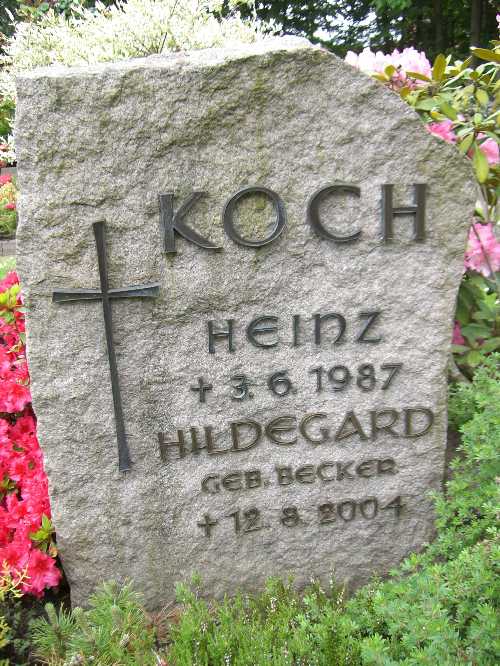 KOCH
HEINZ
† 3. 6. 1987
HILDEGARD
GEB. BECKER
† 12. 8. 2004